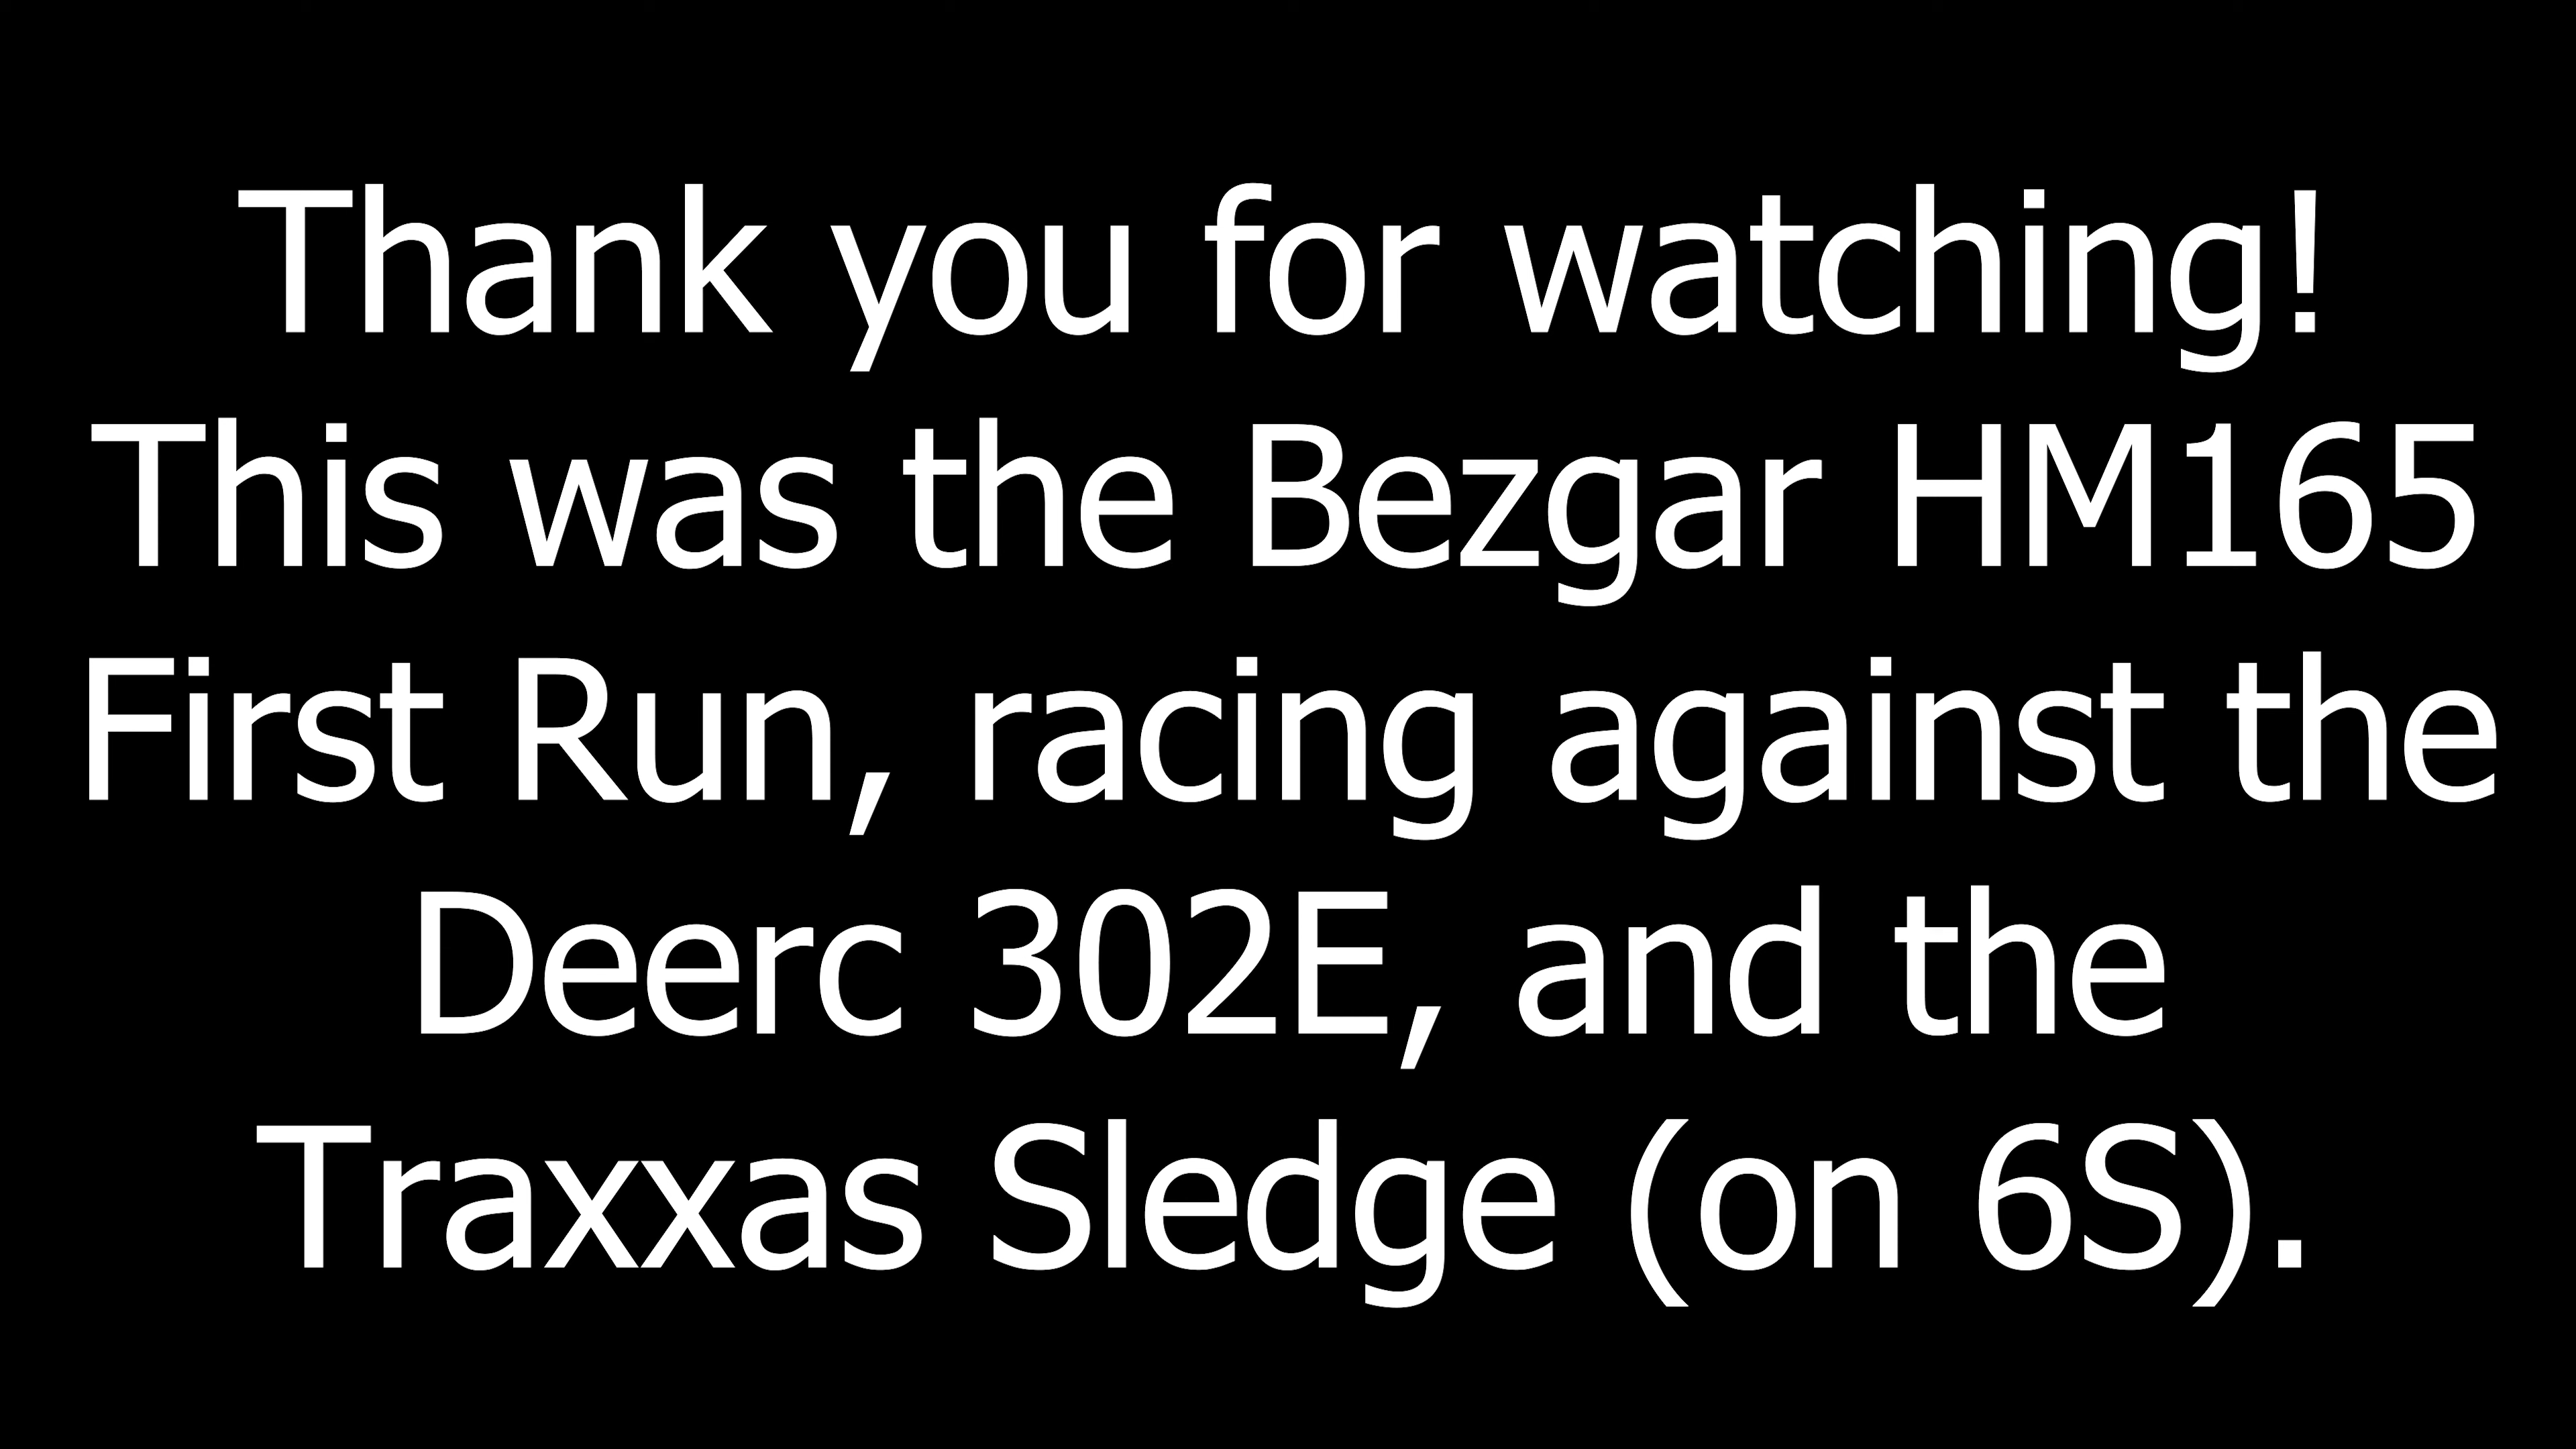 Thank you for watching!
This was the Bezgar HM165
First Run, racing against the
Deerc 302E, and the
Traxxas Sledge (on 6S).